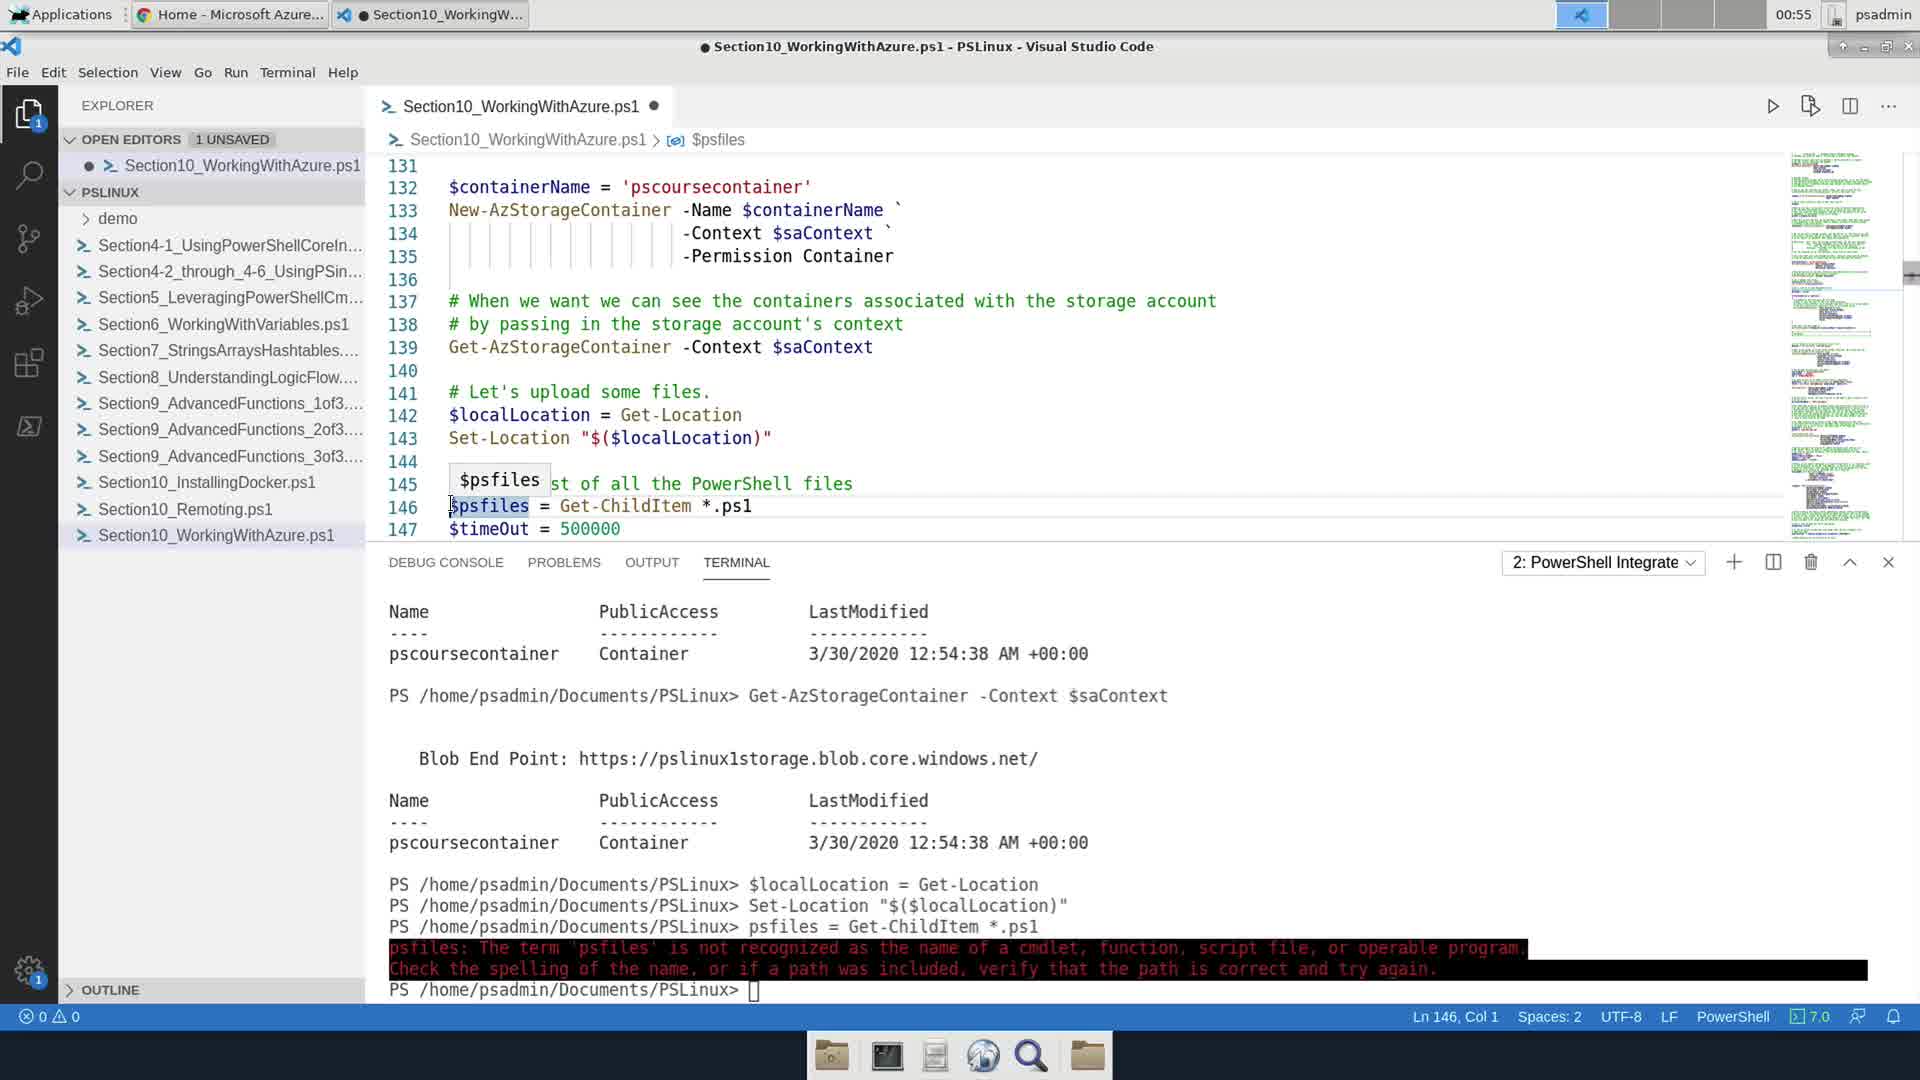 Applications
Home - Microsoft Azure...
Section10_WorkingW...
00:55
psadmin
Section10_WorkingWithAzure.ps1 - PSLinux - Visual Studio Code
File Edit Selection View Go Run Terminal Help
EXPLORER
OPEN EDITORS 1 UNSAVED
Section10_WorkingWithAzure.ps1
PSLINUX
demo
Section4-1_UsingPowerShellCoreIn...
Section4-2_through_4-6_UsingPSin...
Section5_LeveragingPowerShellCm...
Section6_WorkingWithVariables.ps1
Section7_StringsArraysHashtables....
Section8_UnderstandingLogicFlow....
Section9_AdvancedFunctions_1of3....
Section9_AdvancedFunctions_2of3....
Section9_AdvancedFunctions_3of3....
Section10_InstallingDocker.ps1
Section10_Remoting.ps1
Section10_WorkingWithAzure.ps1
OUTLINE
1
1
Section10_WorkingWithAzure.ps1
Section10_WorkingWithAzure.ps1 > $psfiles
131
132 $containerName = 'pscoursecontainer'
133 New-AzStorageContainer -Name $containerName `
134 -Context $saContext `
135 -Permission Container
136
137 # When we want we can see the containers associated with the storage account
138 # by passing in the storage account's context
139 Get-AzStorageContainer -Context $saContext
140
141 # Let's upload some files.
142 $localLocation = Get-Location
143 Set-Location "$($localLocation)"
144
$psfiles
145 st of all the PowerShell files
146 $psfiles = Get-ChildItem *.ps1
147 $timeOut = 500000
DEBUG CONSOLE PROBLEMS OUTPUT TERMINAL
2: PowerShell Integrate
Name PublicAccess LastModified
---- ------------ ------------
pscoursecontainer Container 3/30/2020 12:54:38 AM +00:00
PS /home/psadmin/Documents/PSLinux> Get-AzStorageContainer -Context $saContext
Blob End Point: https://pslinux1storage.blob.core.windows.net/
Name PublicAccess LastModified
---- ------------ ------------
pscoursecontainer Container 3/30/2020 12:54:38 AM +00:00
PS /home/psadmin/Documents/PSLinux> $localLocation = Get-Location
PS /home/psadmin/Documents/PSLinux> Set-Location "$($localLocation)"
PS /home/psadmin/Documents/PSLinux> psfiles = Get-ChildItem *.ps1
psfiles: The term 'psfiles' is not recognized as the name of a cmdlet, function, script file, or operable program.
Check the spelling of the name, or if a path was included, verify that the path is correct and try again.
PS /home/psadmin/Documents/PSLinux>
0 0
Ln 146, Col 1 Spaces: 2 UTF-8 LF PowerShell 7.0